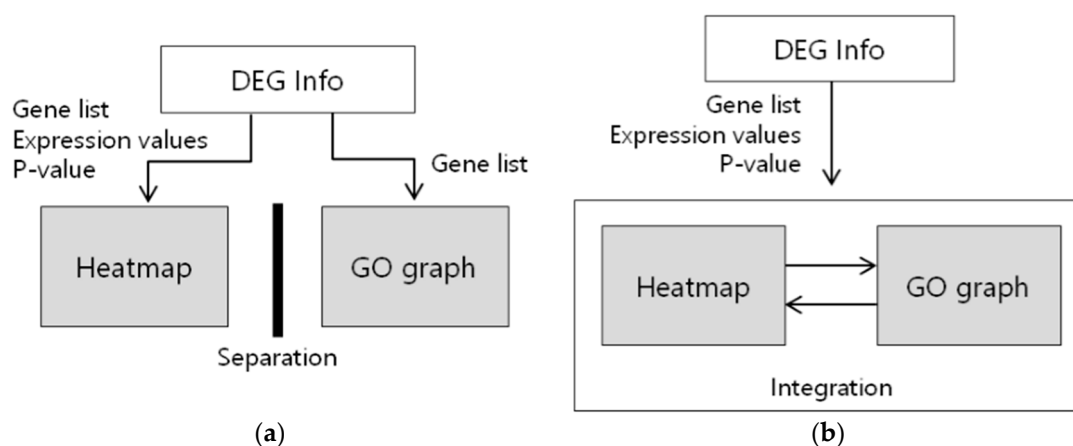 DEG Info
Gene list
Expression values
P-value
Gene list
Heatmap
GO graph
Separation
(a)
DEG Info
Gene list
Expression values
P-value
Heatmap
GO graph
Integration
(b)